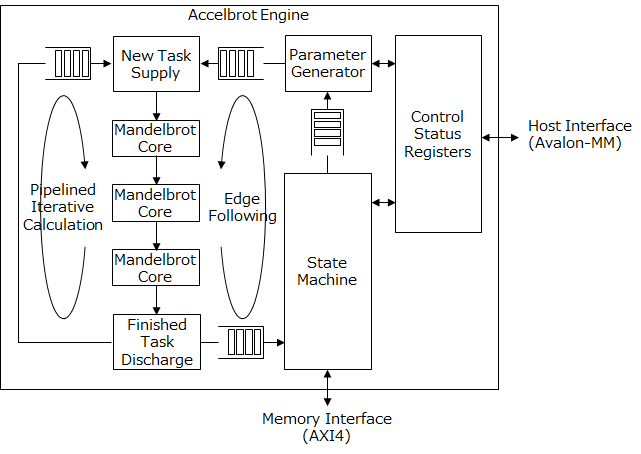 Accelbrot Engine
New Task
Supply
Parameter
Generator
Mandelbrot
Core
Control
Status
Registers
Host Interface
(Avalon-MM)
Pipelined
Iterative
Calculation
Mandelbrot
Core
Edge
Following
Mandelbrot
Core
State
Machine
Finished
Task
Discharge
Memory Interface
(AXI4)